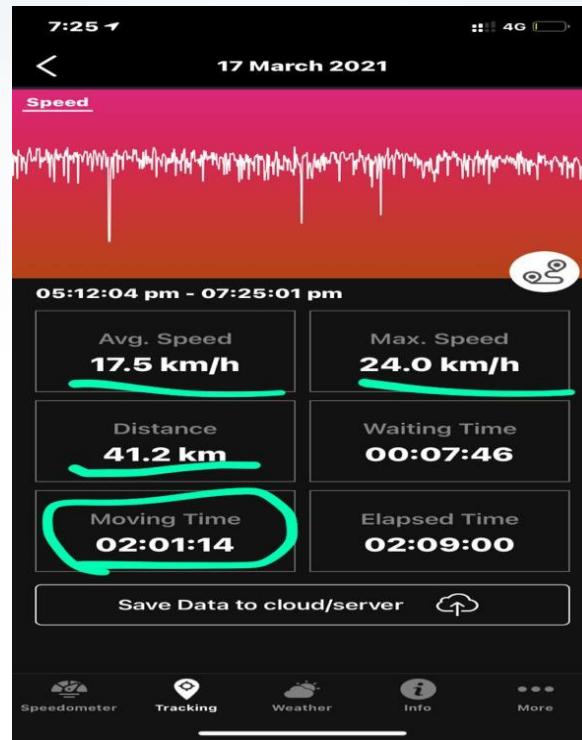 7:25
4G
17 March 2021
Speed
05:12:04 pm - 07:25:01 pm
Avg. Speed
17.5 km/h
Max. Speed
24.0 km/h
Distance
41.2 km
Waiting Time
00:07:46
Moving Time
02:01:14
Elapsed Time
02:09:00
Save Data to cloud/server
Speedometer
Tracking
Weather
Info
More